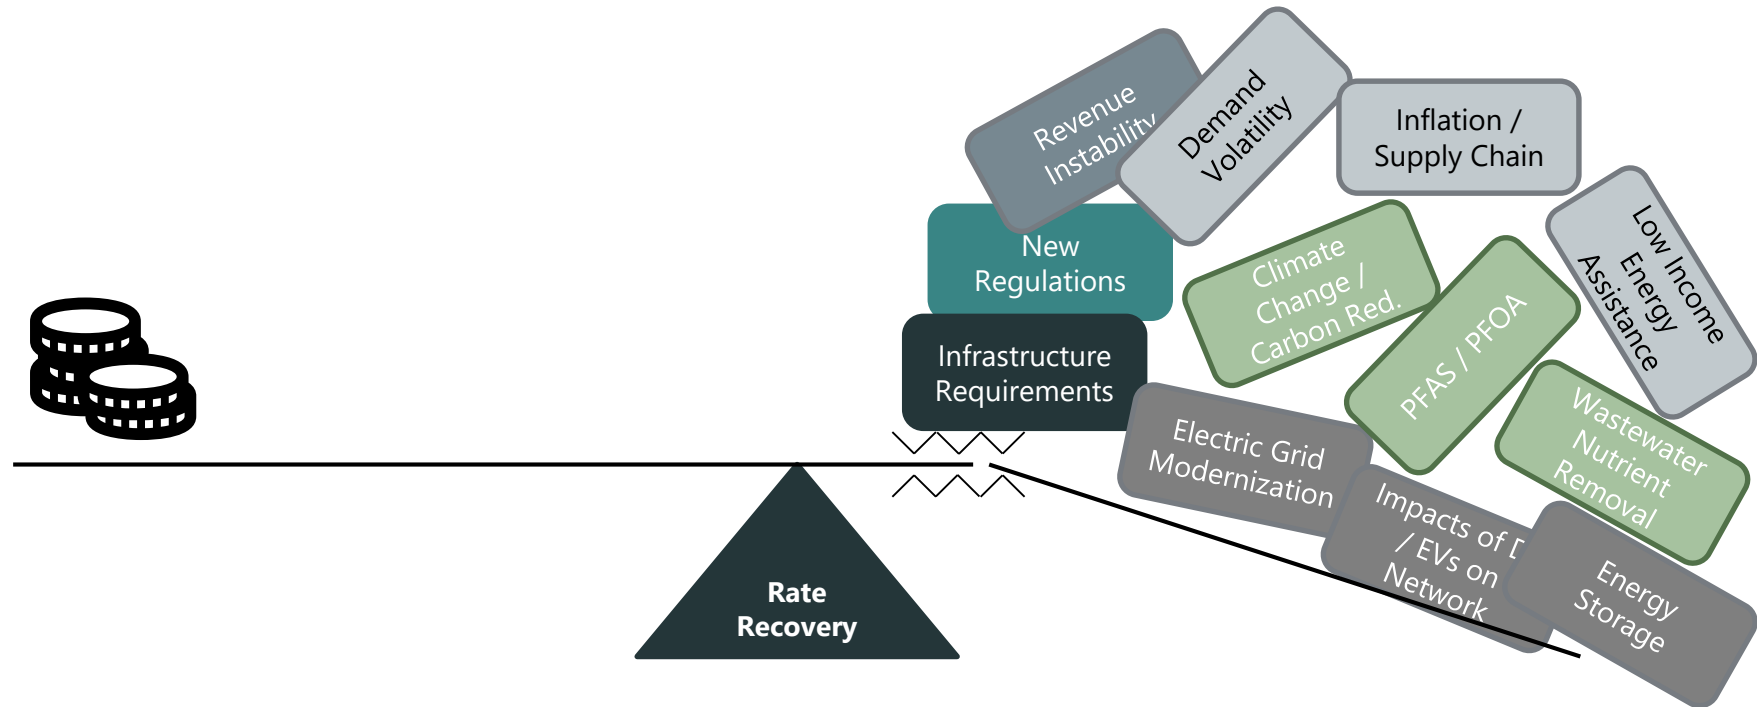 Revenue
Instability
Demand
Volatility
Inflation /
Supply Chain
Low Income
Energy
Assistance
New
Regulations
Climate
Change /
Carbon Red.
PFAS / PFOA
Infrastructure
Requirements
Electric Grid
Modernization
Wastewater
Nutrient
Removal
Impacts of
/ EVs on
Network
Energy
Storage
Rate
Recovery